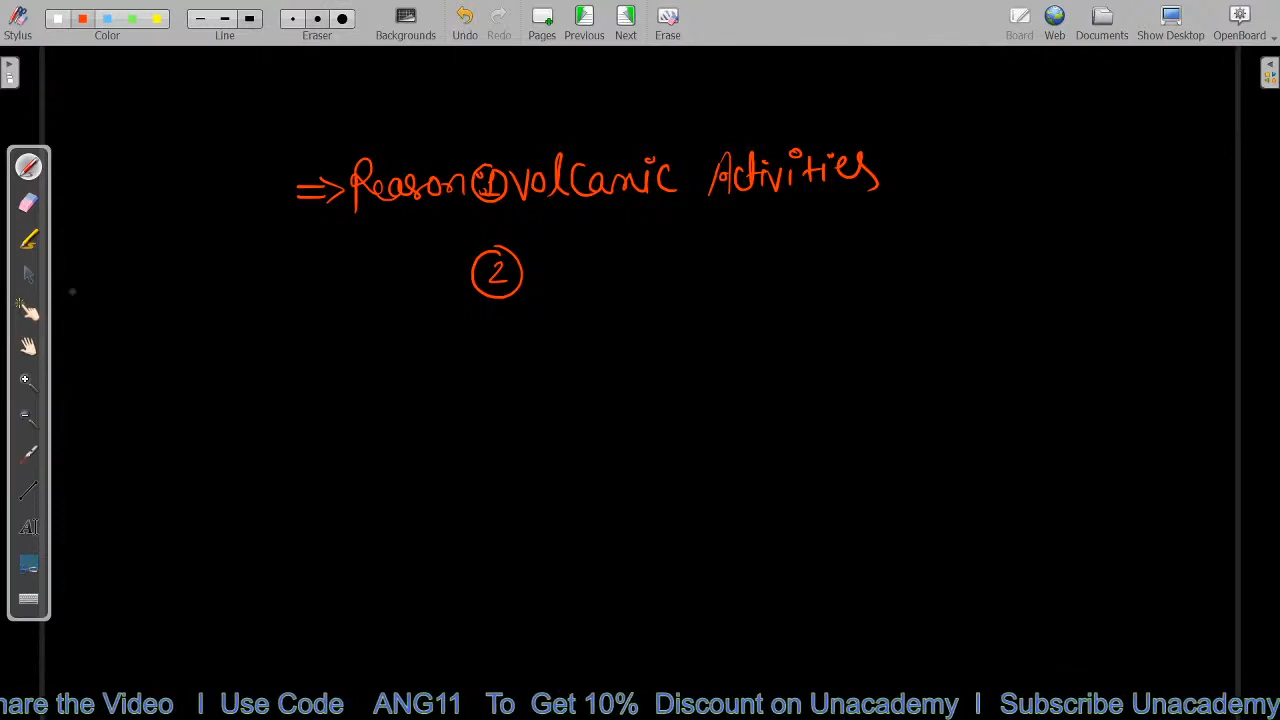 Stylus Color Line Eraser Backgrounds Undo Redo Pages Previous Next Erase Board Web Documents Show Desktop OpenBoard
⇒ Reason ① volcanic Activities
②
hare the Video I Use Code ANG11 To Get 10% Discount on Unacademy I Subscribe Unacademy